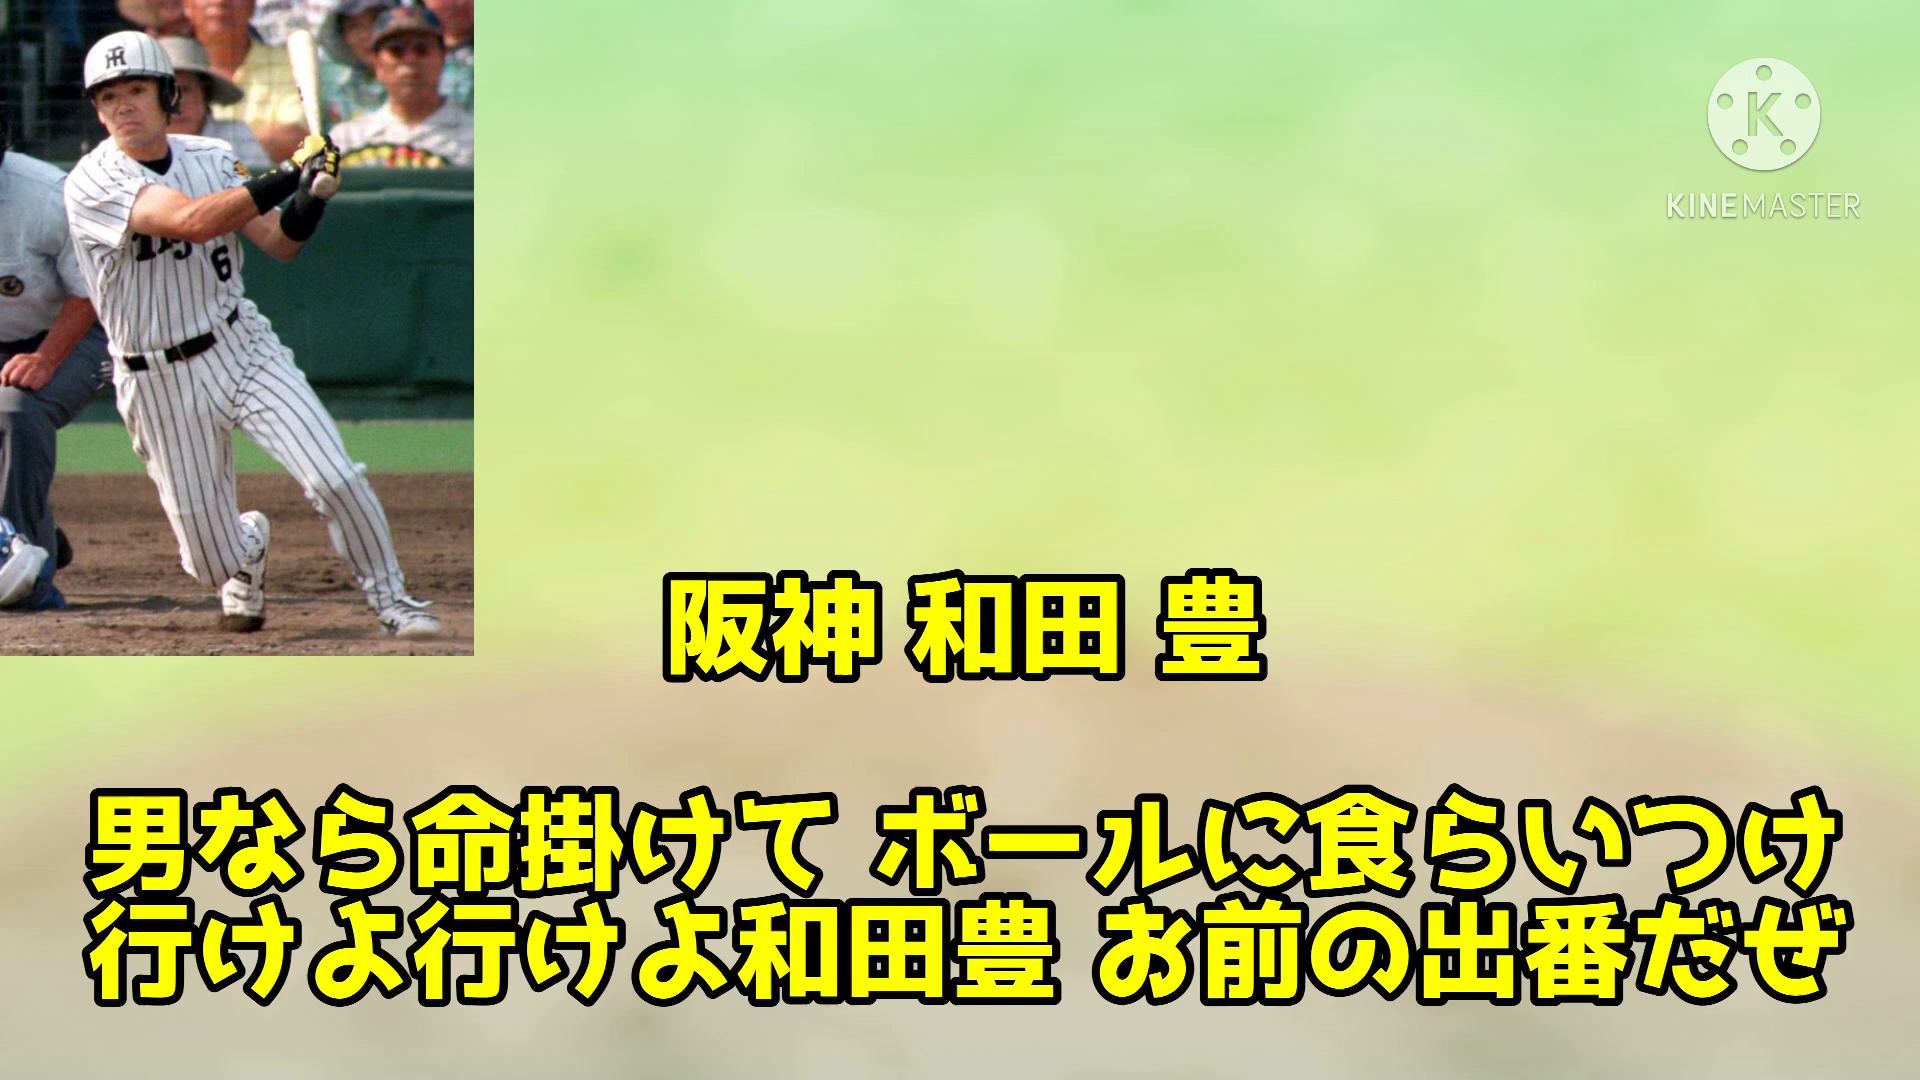 K
KINEMASTER
6
阪神 和田 豊
男なら命掛けて ボールに食らいつけ
行けよ行けよ和田豊 お前の出番だぜ